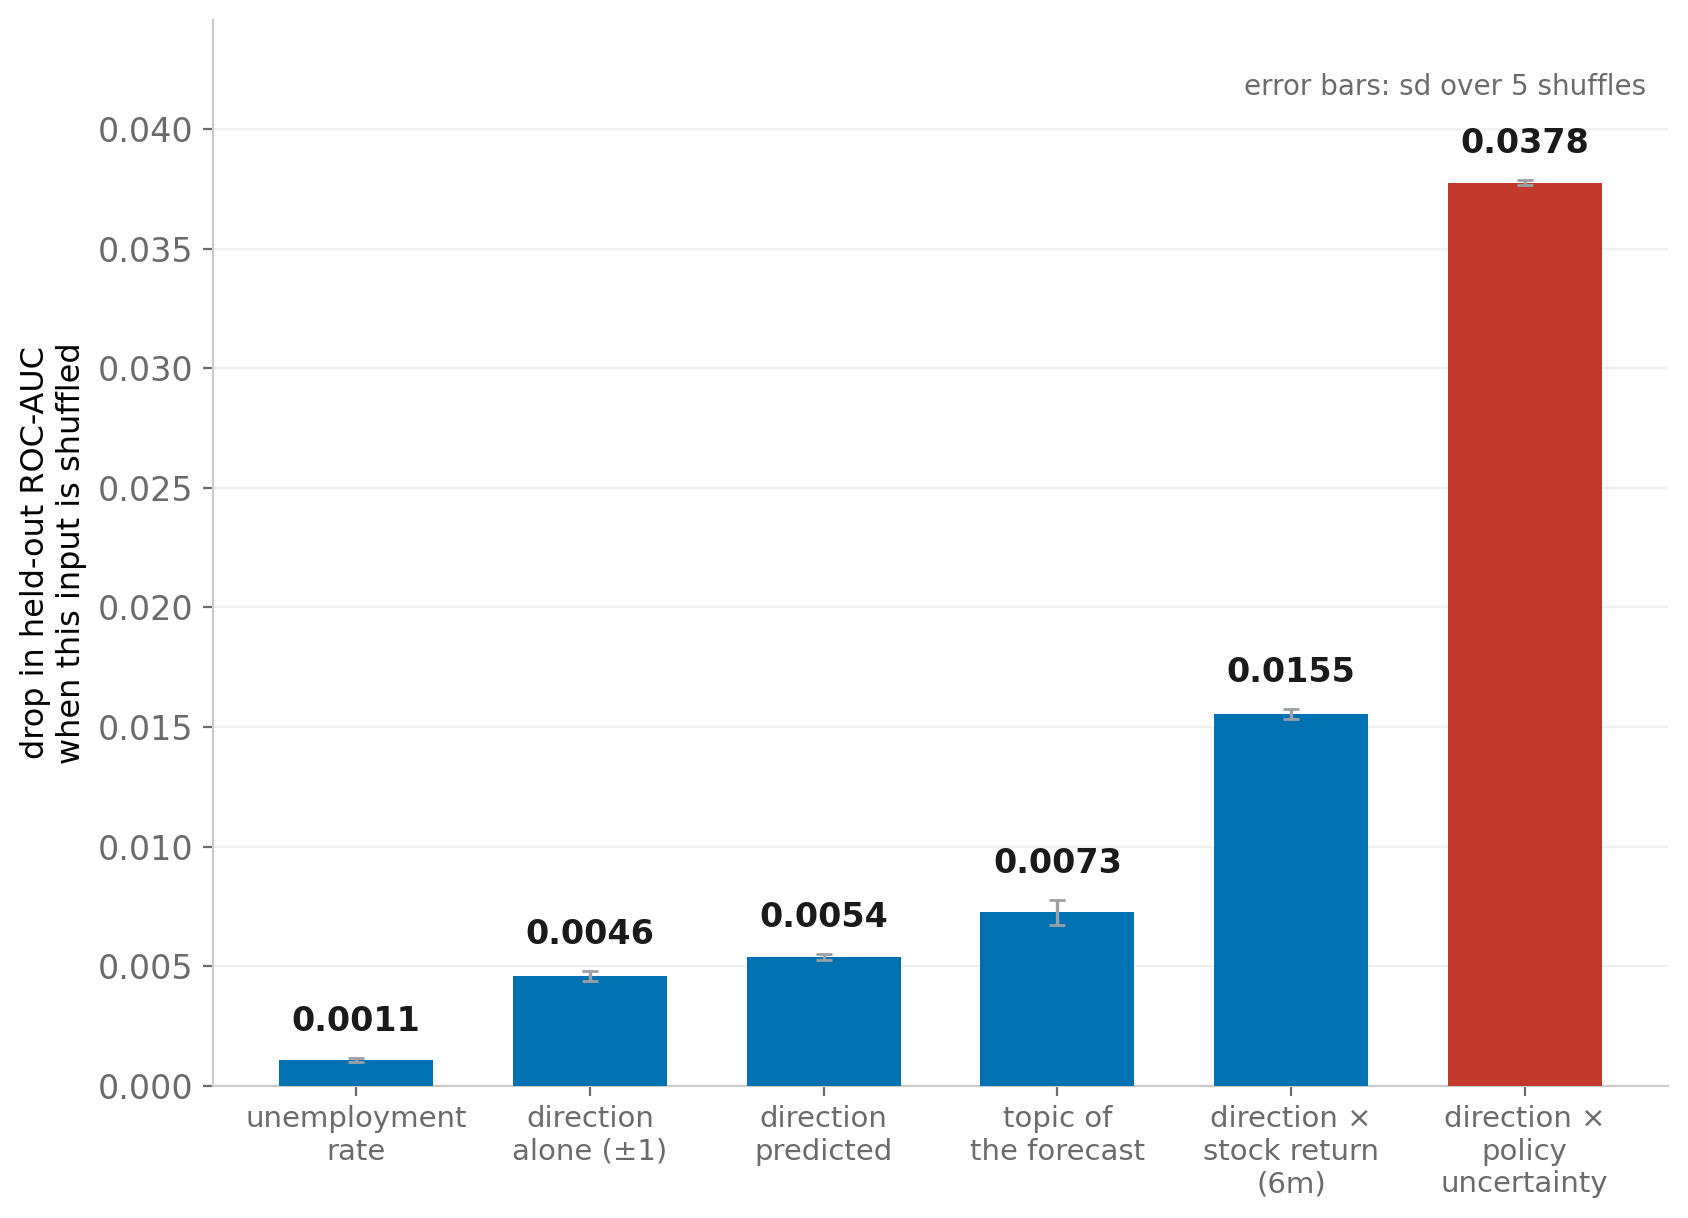 error bars: sd over 5 shuffles
drop in held-out ROC-AUC
when this input is shuffled
0.040
0.035
0.030
0.025
0.020
0.015
0.010
0.005
0.000
0.0011
0.0046
0.0054
0.0073
0.0155
0.0378
unemployment
rate
direction
alone (±1)
direction
predicted
topic of
the forecast
direction ×
stock return
(6m)
direction ×
policy
uncertainty